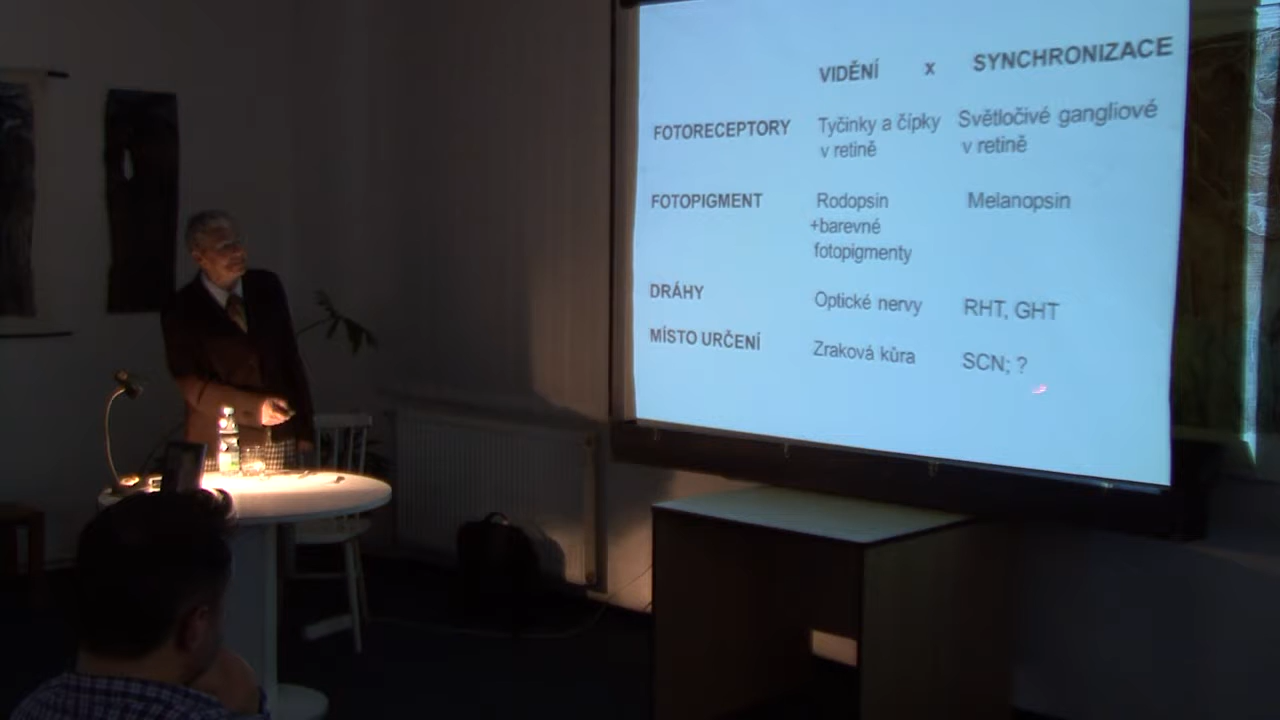 VIDĚNÍ x SYNCHRONIZACE
FOTORECEPTORY Tyčinky a čípky Světločivé gangliové
v retině v retině
FOTOPIGMENT Rodopsin Melanopsin
+barevné
fotopigmenty
DRÁHY Optické nervy RHT, GHT
MÍSTO URČENÍ Zraková kůra SCN; ?